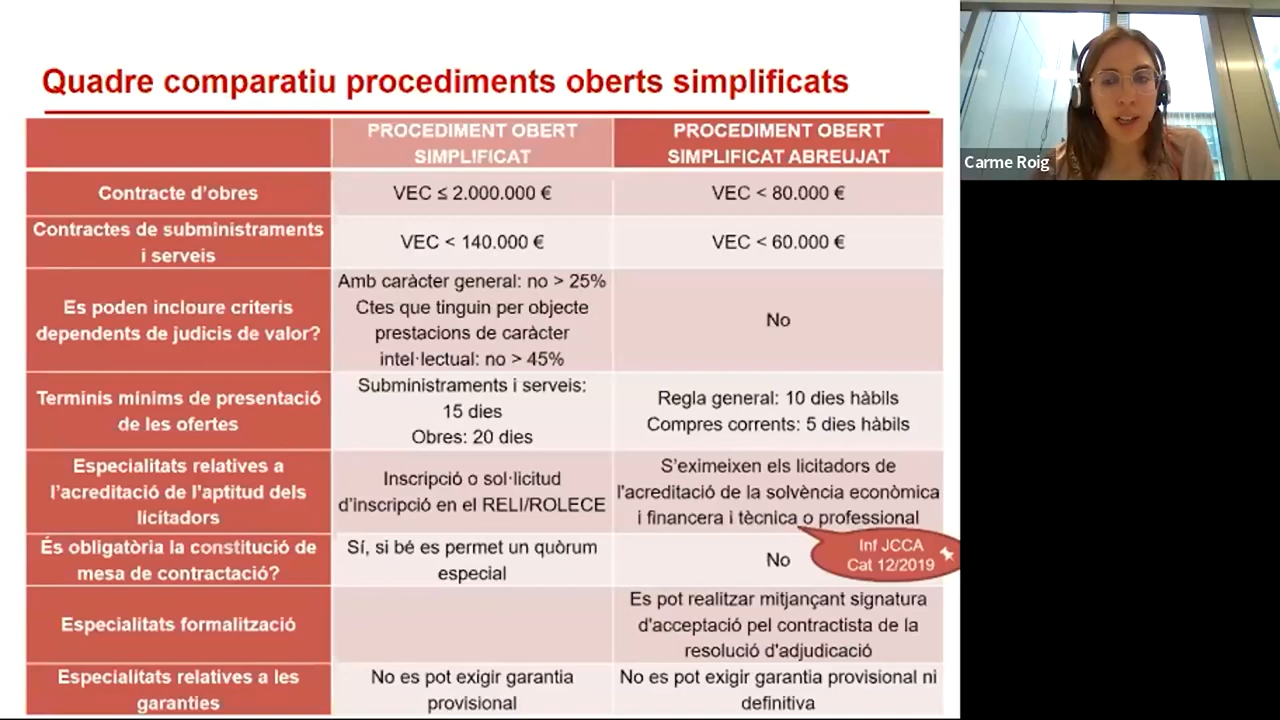 Quadre comparatiu procediments oberts simplificats
PROCEDIMENT OBERT
SIMPLIFICAT
PROCEDIMENT OBERT
SIMPLIFICAT ABREUJAT
Contracte d'obres
VEC ≤ 2.000.000 €
VEC < 80.000 €
Contractes de subministraments
i serveis
VEC < 140.000 €
VEC < 60.000 €
Es poden incloure criteris
dependents de judicis de valor?
Amb caràcter general: no > 25%
Ctes que tinguin per objecte
prestacions de caràcter
intel·lectual: no > 45%
No
Terminis mínims de presentació
de les ofertes
Subministraments i serveis:
15 dies
Obres: 20 dies
Regla general: 10 dies hàbils
Compres corrents: 5 dies hàbils
Especialitats relatives a
l'acreditació de l'aptitud dels
licitadors
Inscripció o sol·licitud
d'inscripció en el RELI/ROLECE
S'eximeixen els licitadors de
l'acreditació de la solvència econòmica
i financera i tècnica o professional
És obligatòria la constitució de
mesa de contractació?
Sí, si bé es permet un quòrum
especial
No
Inf JCCA
Cat 12/2019
Especialitats formalització
Es pot realitzar mitjançant signatura
d'acceptació pel contractista de la
resolució d'adjudicació
Especialitats relatives a les
garanties
No es pot exigir garantia
provisional
No es pot exigir garantia provisional ni
definitiva
Carme Roig